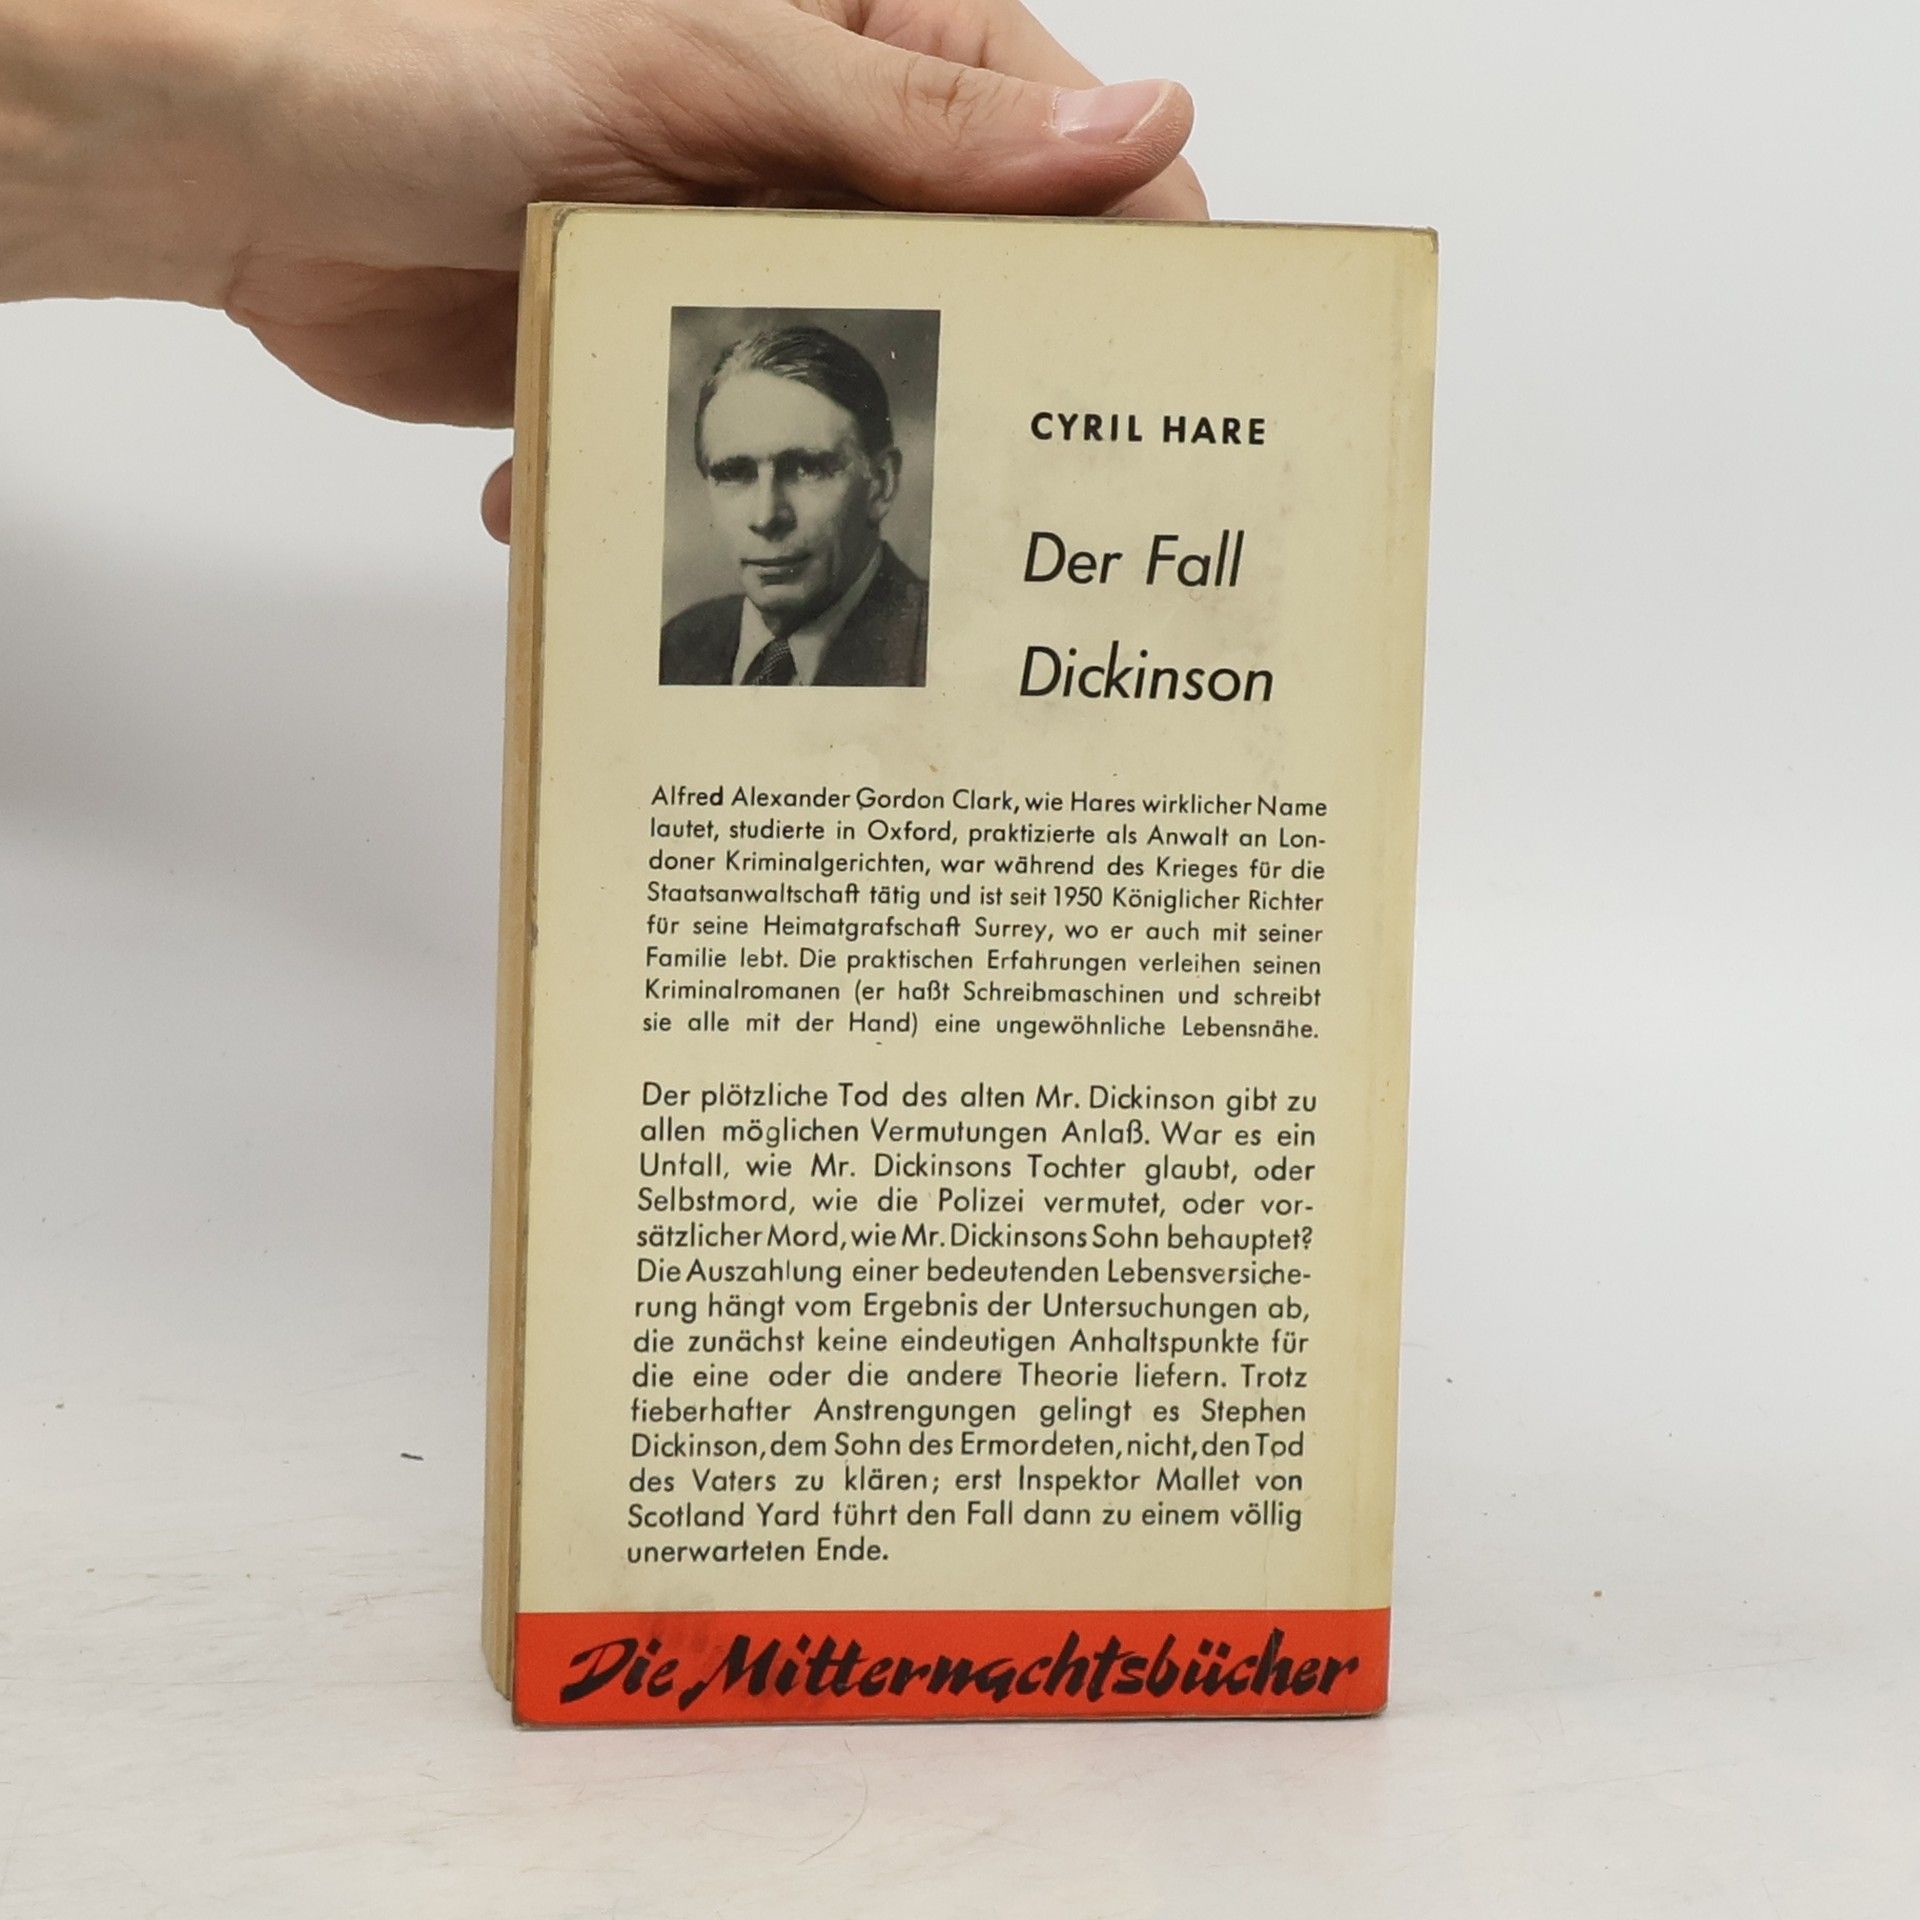 CYRIL HARE
Der Fall
Dickinson
Alfred Alexander Gordon Clark, wie Hares wirklicher Name
lautet, studierte in Oxford, praktizierte als Anwalt an Lon-
doner Kriminalgerichten, war während des Krieges für die
Staatsanwaltschaft tätig und ist seit 1950 Königlicher Richter
für seine Heimatgrafschaft Surrey, wo er auch mit seiner
Familie lebt. Die praktischen Erfahrungen verleihen seinen
Kriminalromanen (er haßt Schreibmaschinen und schreibt
sie alle mit der Hand) eine ungewöhnliche Lebensnähe.
Der plötzliche Tod des alten Mr. Dickinson gibt zu
allen möglichen Vermutungen Anlaß. War es ein
Unfall, wie Mr. Dickinsons Tochter glaubt, oder
Selbstmord, wie die Polizei vermutet, oder vor-
sätzlicher Mord, wie Mr. Dickinsons Sohn behauptet?
Die Auszahlung einer bedeutenden Lebensversiche-
rung hängt vom Ergebnis der Untersuchungen ab,
die zunächst keine eindeutigen Anhaltspunkte für
die eine oder die andere Theorie liefern. Trotz
fieberhafter Anstrengungen gelingt es Stephen
Dickinson, dem Sohn des Ermordeten, nicht, den Tod
des Vaters zu klären; erst Inspektor Mallet von
Scotland Yard führt den Fall dann zu einem völlig
unerwarteten Ende.
Die Mitternachtsbücher